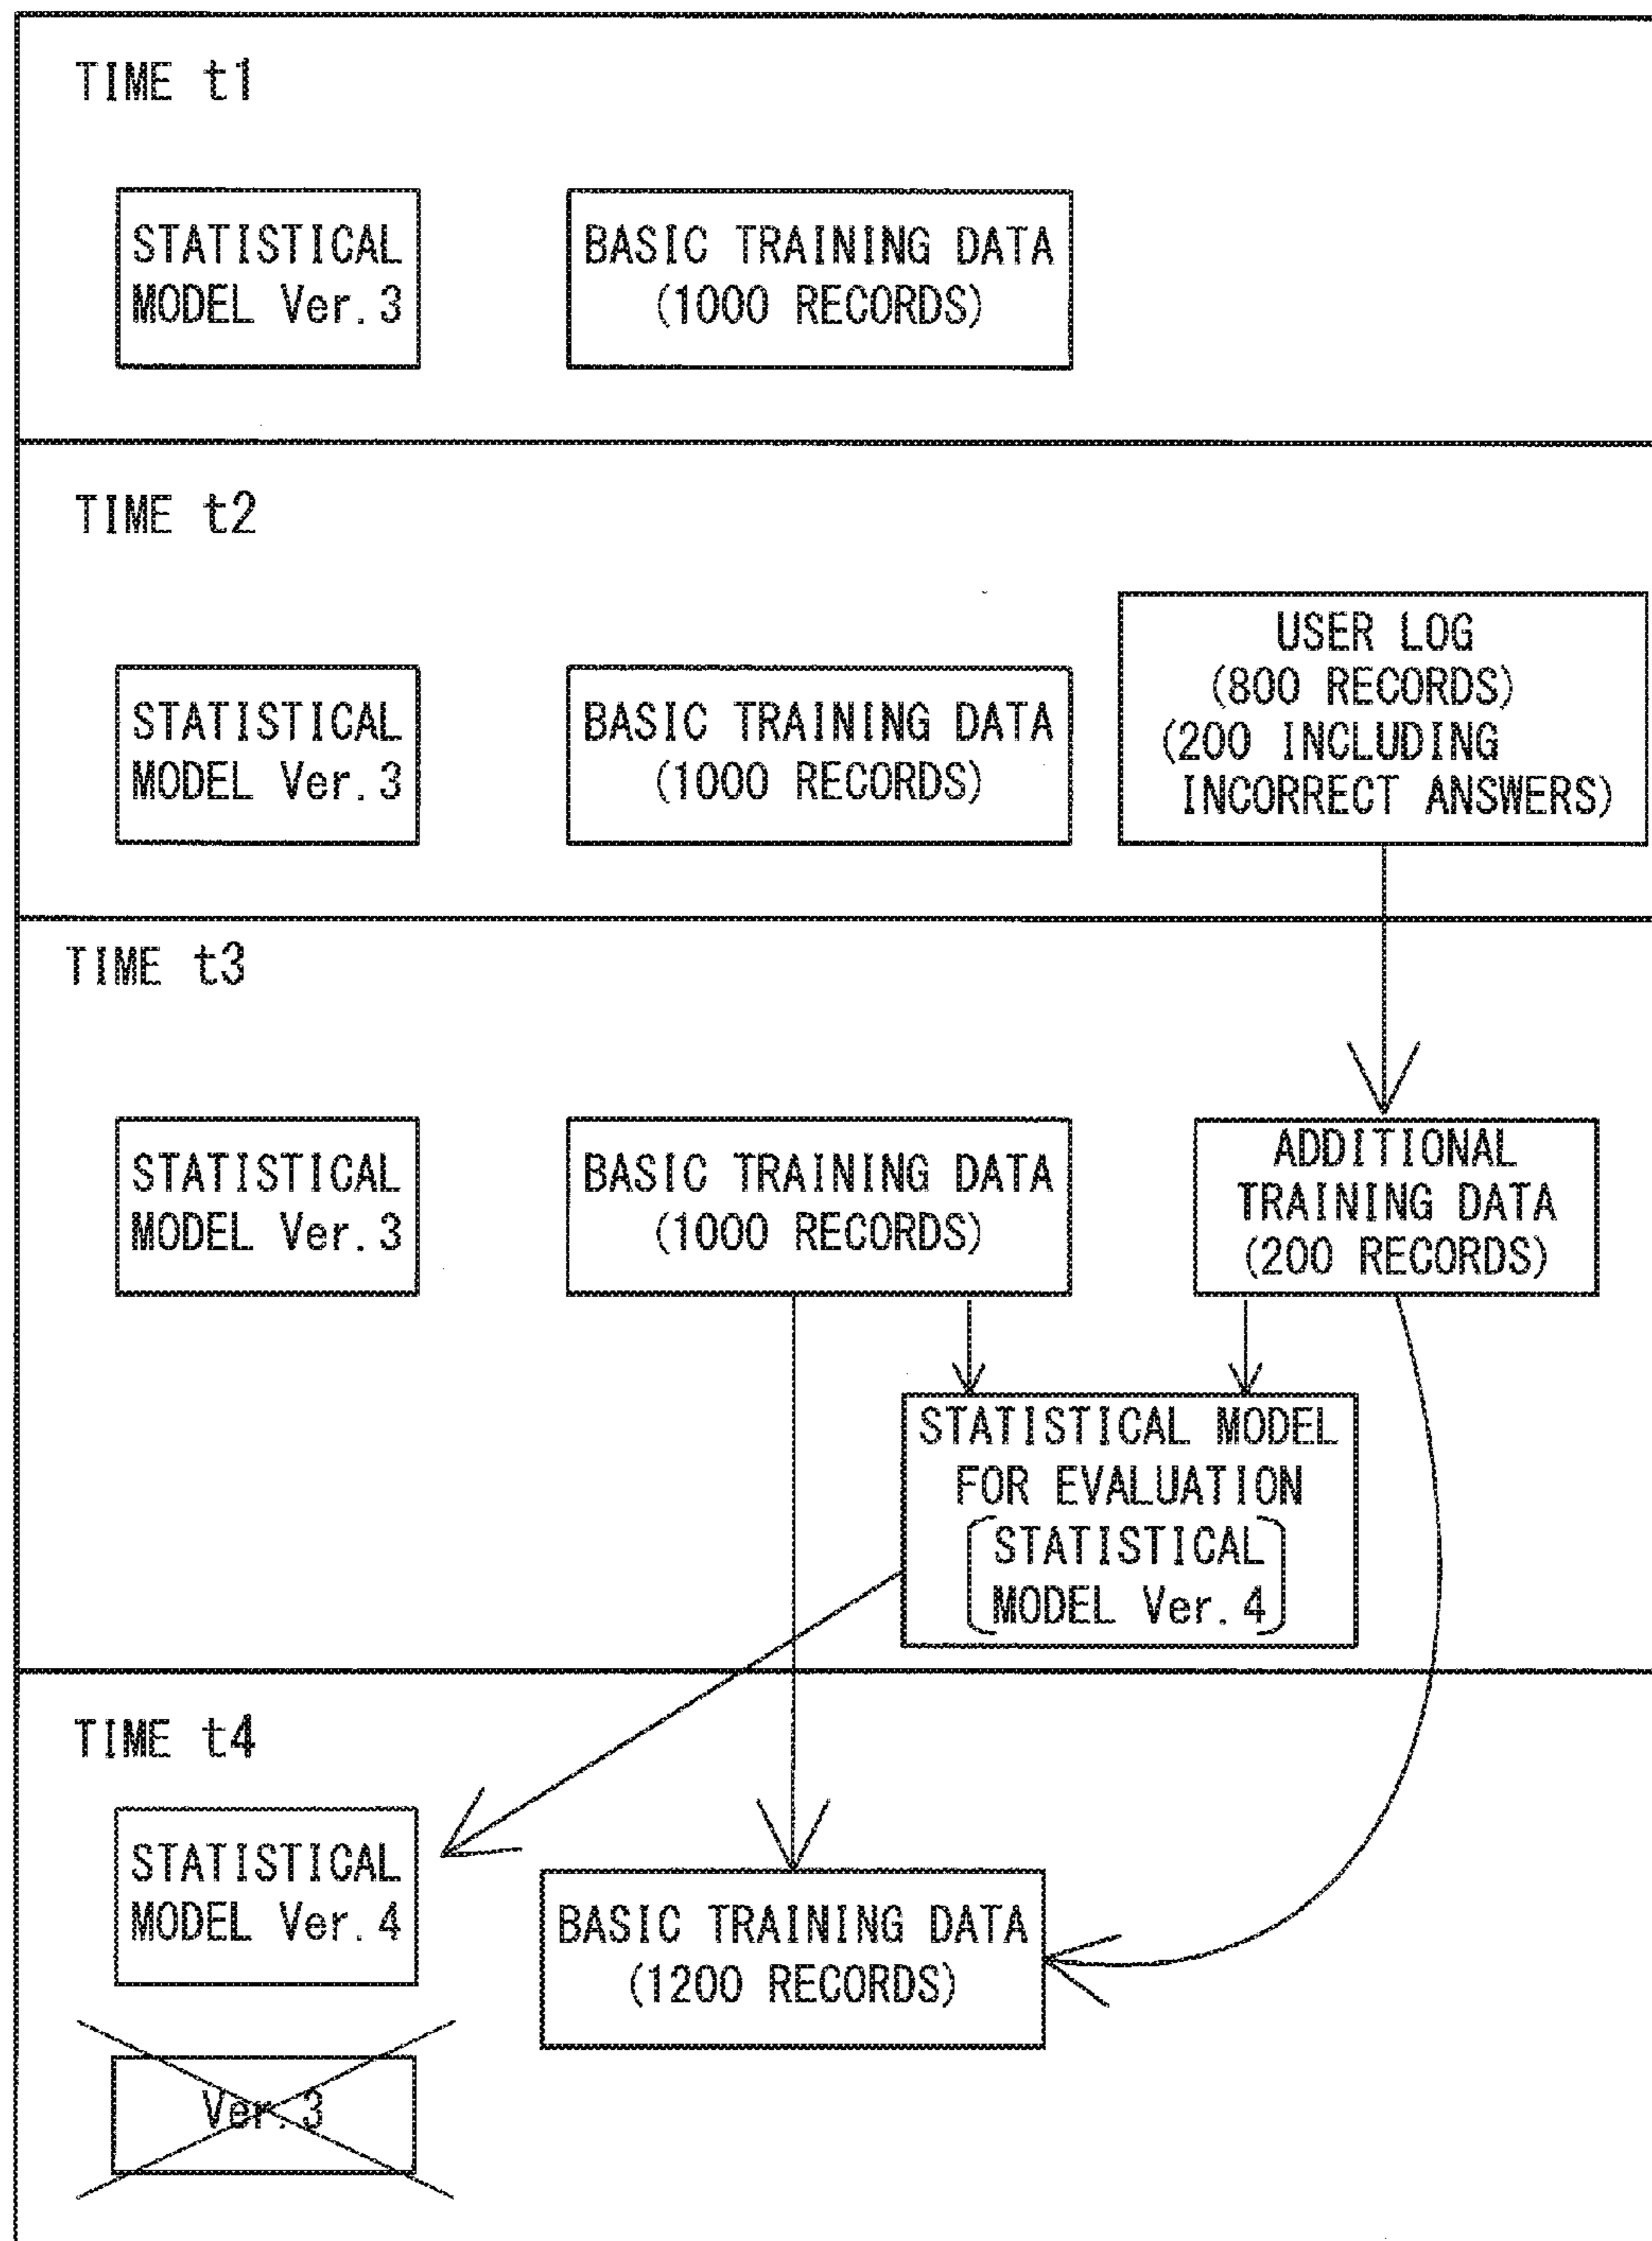 TIME t1
STATISTICAL
MODEL Ver.3
BASIC TRAINING DATA
(1000 RECORDS)
TIME t2
STATISTICAL
MODEL Ver.3
BASIC TRAINING DATA
(1000 RECORDS)
USER LOG
(800 RECORDS)
(200 INCLUDING
INCORRECT ANSWERS)
TIME t3
STATISTICAL
MODEL Ver.3
BASIC TRAINING DATA
(1000 RECORDS)
ADDITIONAL
TRAINING DATA
(200 RECORDS)
STATISTICAL MODEL
FOR EVALUATION
STATISTICAL
MODEL Ver.4
TIME t4
STATISTICAL
MODEL Ver.4
BASIC TRAINING DATA
(1200 RECORDS)
Ver.3